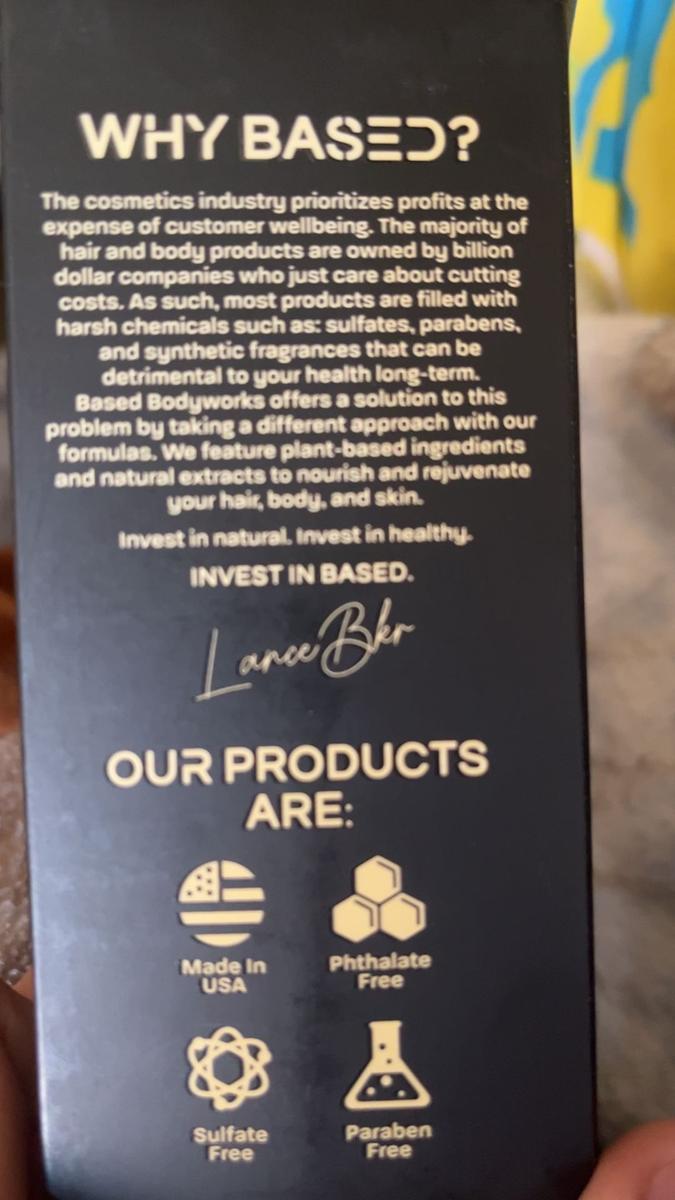 WHY BASED?
The cosmetics industry prioritizes profits at the
expense of customer wellbeing. The majority of
hair and body products are owned by billion
dollar companies who just care about cutting
costs. As such, most products are filled with
harsh chemicals such as: sulfates, parabens,
and synthetic fragrances that can be
detrimental to your health long-term.
Based Bodyworks offers a solution to this
problem by taking a different approach with our
formulas. We feature plant-based ingredients
and natural extracts to nourish and rejuvenate
your hair, body, and skin.
Invest in natural. Invest in healthy.
INVEST IN BASED.
Lance Bkr
OUR PRODUCTS
ARE:
Made In
USA
Phthalate
Free
Sulfate
Free
Paraben
Free